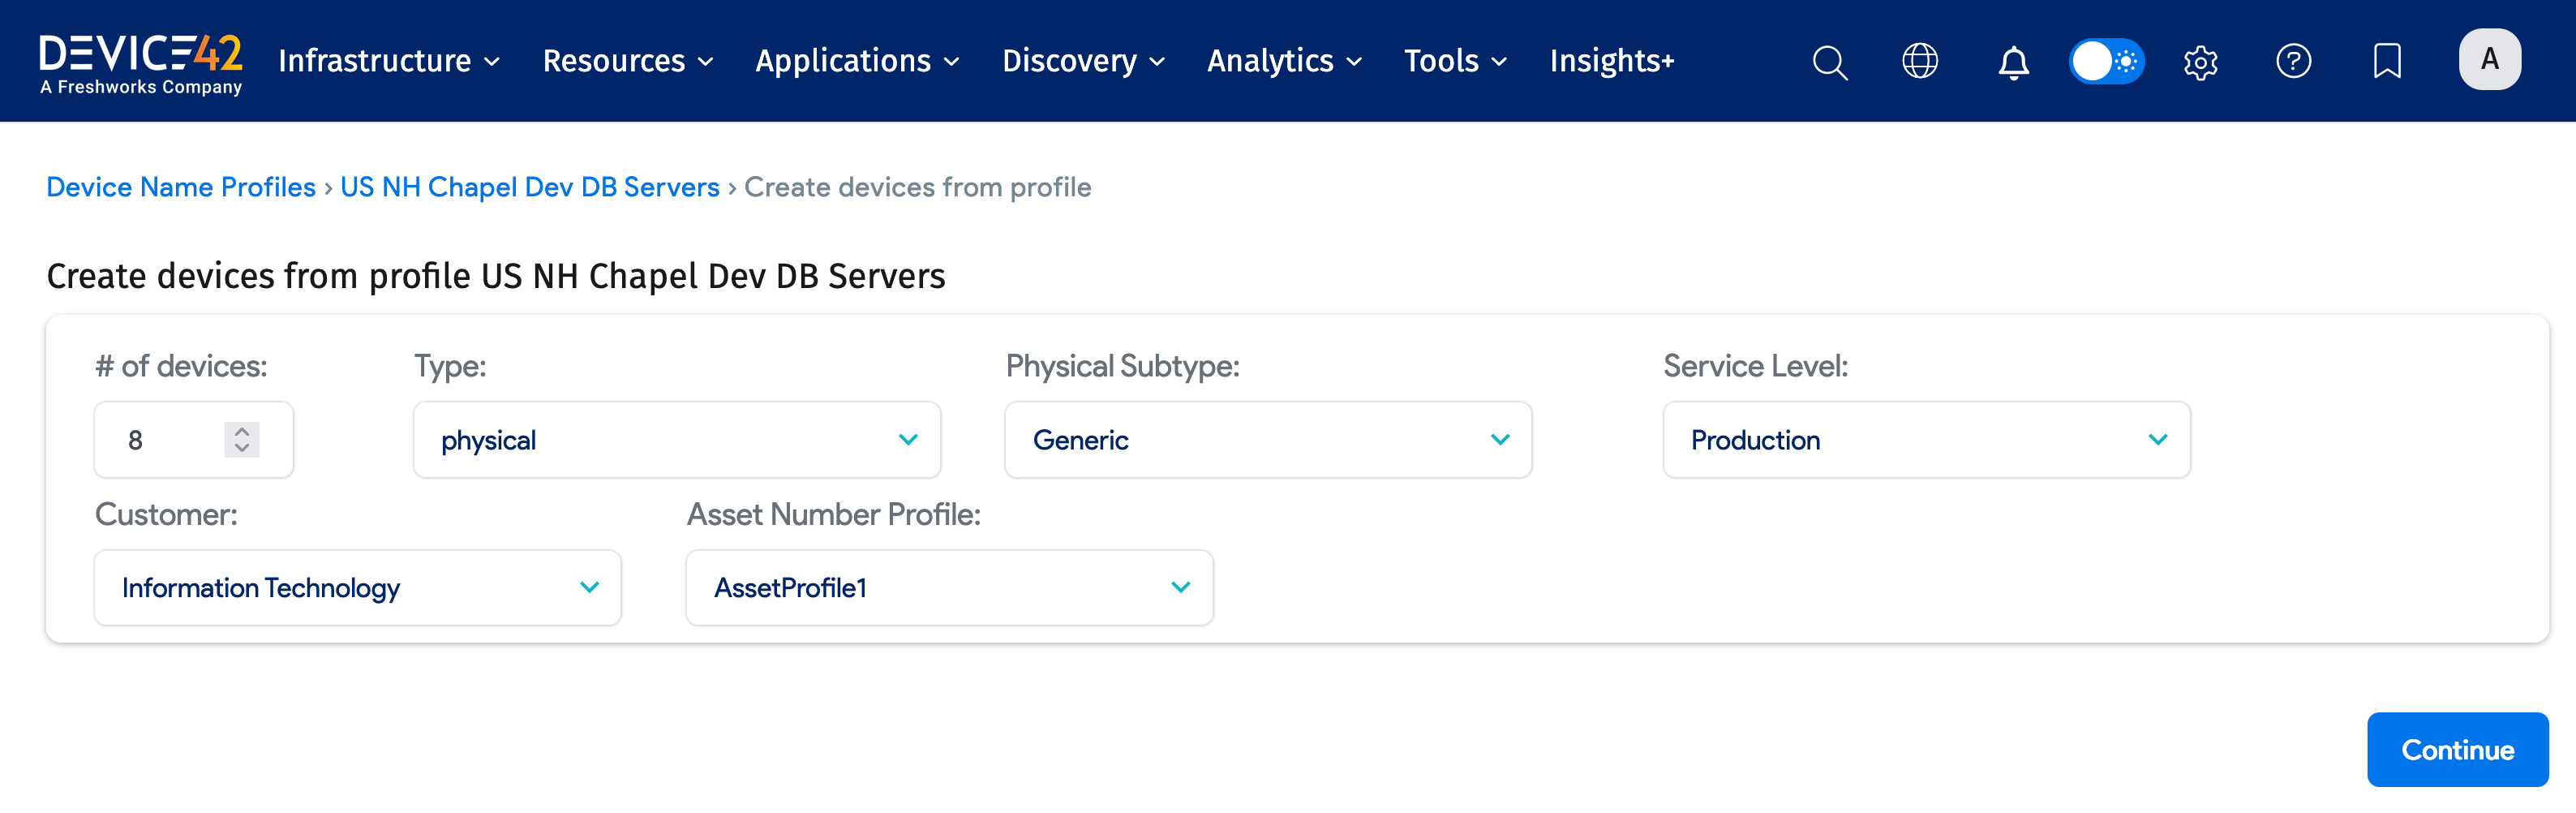 DEVICE42
A Freshworks Company
Infrastructure Resources Applications Discovery Analytics Tools Insights+ A
Device Name Profiles › US NH Chapel Dev DB Servers › Create devices from profile
Create devices from profile US NH Chapel Dev DB Servers
# of devices: Type: Physical Subtype: Service Level:
8 physical Generic Production
Customer: Asset Number Profile:
Information Technology AssetProfile1
Continue